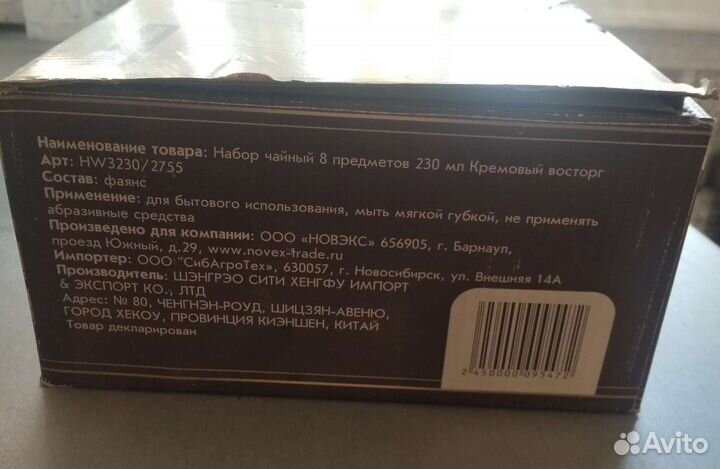 Наименование товара: Набор чайный 8 предметов 230 мл Кремовый восторг
Арт: HW3230/2755
Состав: фаянс
Применение: для бытового использования, мыть мягкой губкой, не применять
абразивные средства
Произведено для компании: ООО «НОВЭКС» 656905, г. Барнаул,
проезд Южный, д.29, www.novex-trade.ru
Импортер: ООО "СибАгроТех", 630057, г. Новосибирск, ул. Внешняя 14А
Производитель: ШЭНГРЭО СИТИ ХЕНГФУ ИМПОРТ
& ЭКСПОРТ КО., ЛТД
Адрес: № 80, ЧЕНГНЭН-РОУД, ШИЦЗЯН-АВЕНЮ,
ГОРОД ХЕКОУ, ПРОВИНЦИЯ КИЭНШЕН, КИТАЙ
Товар декларирован
2 450000 095472
Avito